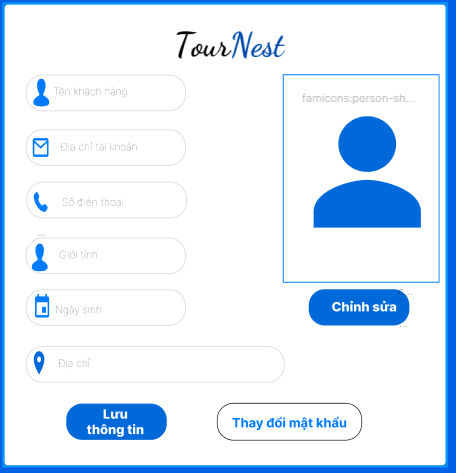 TourNest
Tên khách hàng
famicons:person-sh...
Địa chỉ tài khoản
Số điện thoại
Giới tính
Ngày sinh
Chỉnh sửa
Địa chỉ
Lưu
thông tin
Thay đổi mật khẩu